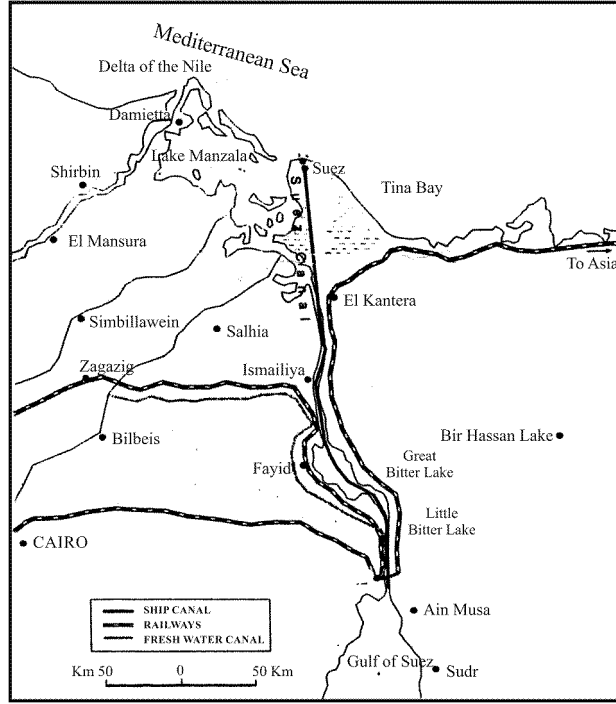 Mediterranean Sea
Delta of the Nile
Damietta
Lake Manzala
Suez
Shirbin
Tina Bay
Suez Canal
El Mansura
To Asia
El Kantera
Simbillawein
Salhia
Zagazig
Ismailiya
Bilbeis
Bir Hassan Lake
Great
Bitter Lake
Fayid
Little
Bitter Lake
CAIRO
SHIP CANAL
RAILWAYS
FRESH WATER CANAL
Ain Musa
Gulf of Suez
Sudr
Km 50 0 50 Km